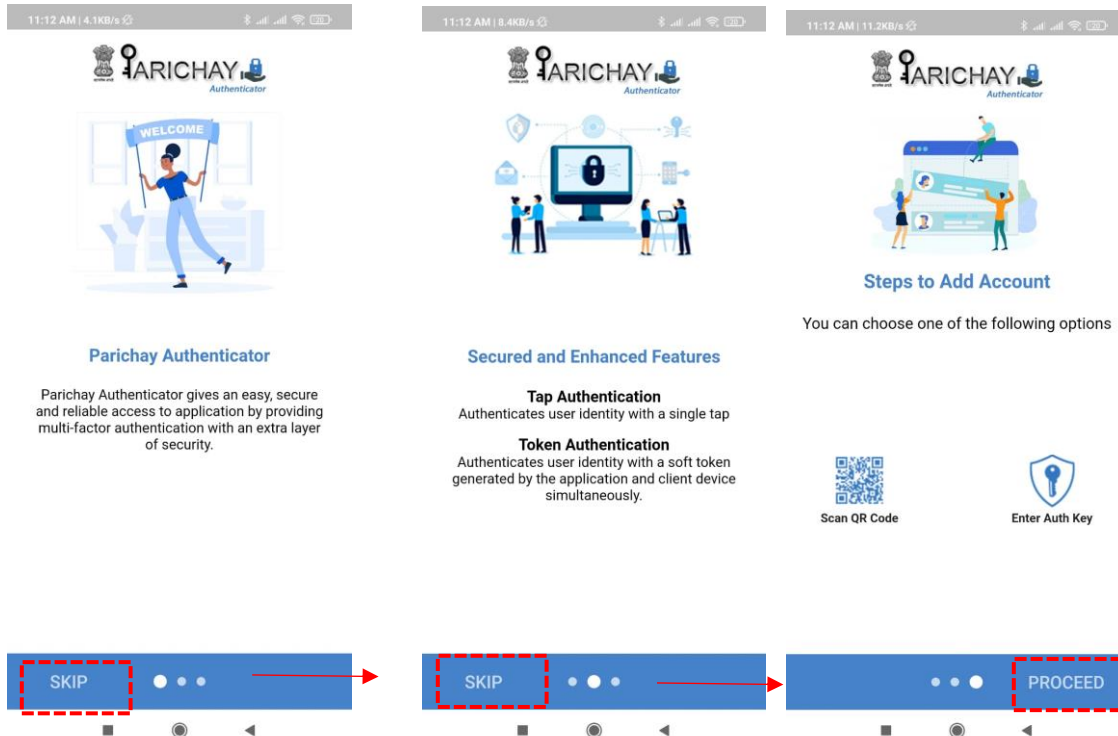 11:12 AM | 4.1KB/s
PARICHAY
Authenticator
WELCOME
Parichay Authenticator
Parichay Authenticator gives an easy, secure
and reliable access to application by providing
multi-factor authentication with an extra layer
of security.
SKIP
11:12 AM | 8.4KB/s
PARICHAY
Authenticator
Secured and Enhanced Features
Tap Authentication
Authenticates user identity with a single tap
Token Authentication
Authenticates user identity with a soft token
generated by the application and client device
simultaneously.
SKIP
11:12 AM | 11.2KB/s
PARICHAY
Authenticator
Steps to Add Account
You can choose one of the following options
Scan QR Code
Enter Auth Key
PROCEED